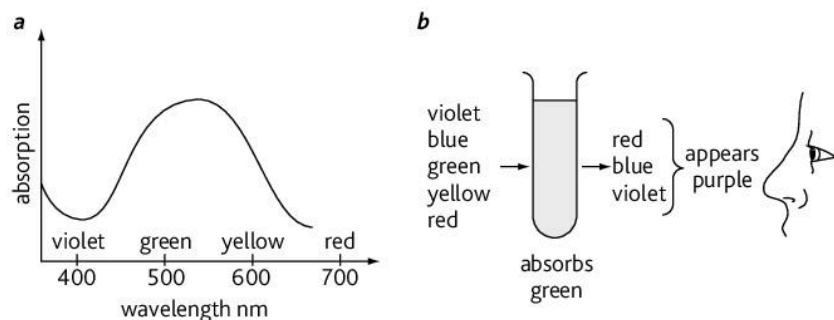 a
absorption
violet green yellow red
400 500 600 700
wavelength nm
b
violet
blue
green
yellow
red
absorbs
green
red
blue
violet
appears
purple